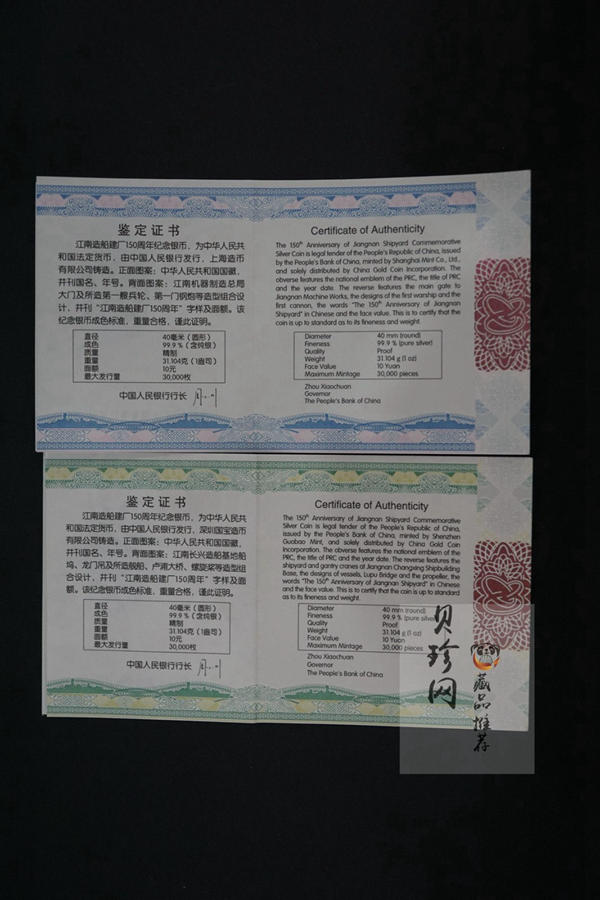 鉴定证书
江南造船建厂150周年纪念银币，为中华人民共
和国法定货币，由中国人民银行发行，上海造币
有限公司铸造。正面图案：中华人民共和国国徽，
并刊国名、年号。背面图案：江南机器制造总局
大门及所造第一艘兵轮、第一门钢炮等造型组合设
计，并刊“江南造船建厂150周年”字样及面额。该
纪念银币成色标准，重量合格，谨此证明。
直径 40毫米（圆形）
成色 99.9％（含纯银）
质量 精制
重量 31.104克（1盎司）
面额 10元
最大发行量 30,000枚
中国人民银行行长
Certificate of Authenticity
The 150th Anniversary of Jiangnan Shipyard Commemorative
Silver Coin is legal tender of the People's Republic of China, issued
by the People's Bank of China, minted by Shanghai Mint Co., Ltd.,
and solely distributed by China Gold Coin Incorporation. The
obverse features the national emblem of the PRC, the title of PRC
and the year date. The reverse features the main gate to
Jiangnan Machine Works, the designs of the first warship and the
first cannon, the words "The 150th Anniversary of Jiangnan
Shipyard" in Chinese and the face value. This is to certify that the
coin is up to standard as to its fineness and weight.
Diameter 40 mm (round)
Fineness 99.9 % (pure silver)
Quality Proof
Weight 31.104 g (1 oz)
Face Value 10 Yuan
Maximum Mintage 30,000 pieces
Zhou Xiaochuan
Governor
The People's Bank of China
鉴定证书
江南造船建厂150周年纪念银币，为中华人民共
和国法定货币，由中国人民银行发行，深圳国宝造币
有限公司铸造。正面图案：中华人民共和国国徽，
并刊国名、年号。背面图案：江南长兴造船基地船
坞、龙门吊及所造舰船、卢浦大桥、螺旋桨等造型组
合设计，并刊“江南造船建厂150周年”字样及面
额。该纪念银币成色标准，重量合格，谨此证明。
直径 40毫米（圆形）
成色 99.9％（含纯银）
质量 精制
重量 31.104克（1盎司）
面额 10元
最大发行量 30,000枚
中国人民银行行长
Certificate of Authenticity
The 150th Anniversary of Jiangnan Shipyard Commemorative
Silver Coin is legal tender of the People's Republic of China,
issued by the People's Bank of China, minted by Shenzhen
Guobao Mint, and solely distributed by China Gold Coin
Incorporation. The obverse features the national emblem of the
PRC, the title of PRC and the year date. The reverse features the
shipyard and gantry cranes at Jiangnan Changxing Shipbuilding
Base, the designs of vessels, Lupu Bridge and the propeller, the
words "The 150th Anniversary of Jiangnan Shipyard" in Chinese
and the face value. This is to certify that the coin is up to standard
as to its fineness and weight.
Diameter 40 mm (round)
Fineness 99.9 % (pure silver)
Quality Proof
Weight 31.104 g (1 oz)
Face Value 10 Yuan
Maximum Mintage 30,000 pieces
Zhou Xiaochuan
Governor
The People's Bank of China
贝珍网
藏品推荐